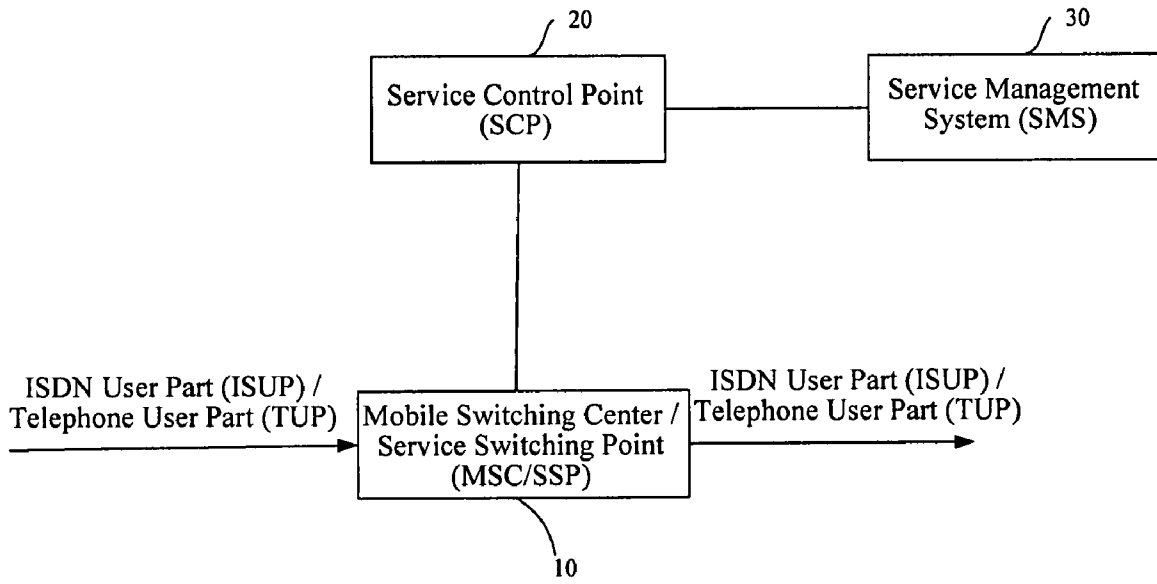 20
30
Service Control Point
(SCP)
Service Management
System (SMS)
ISDN User Part (ISUP) /
Telephone User Part (TUP)
Mobile Switching Center /
Service Switching Point
(MSC/SSP)
ISDN User Part (ISUP) /
Telephone User Part (TUP)
10